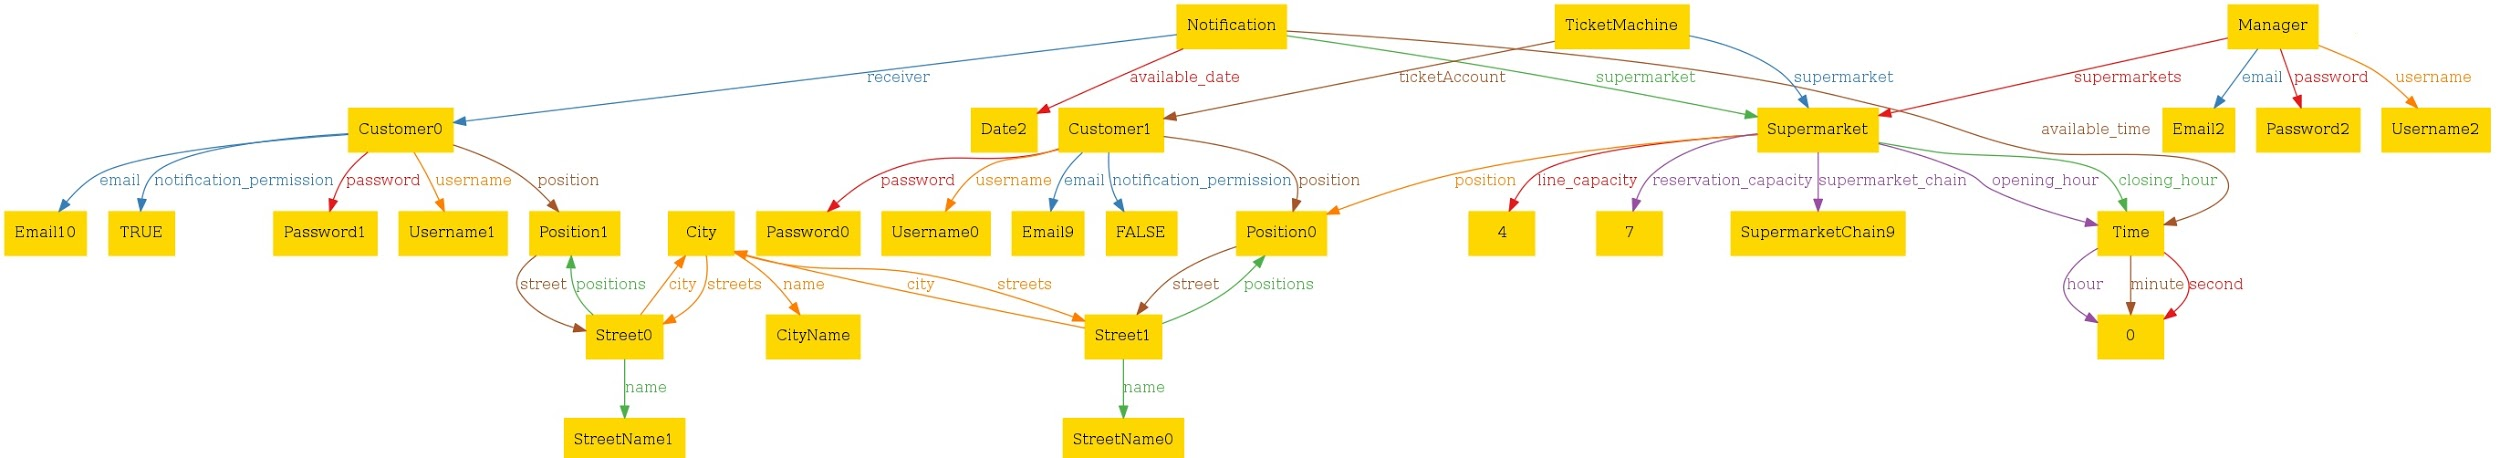 Notification
TicketMachine
Manager
receiver
available_date
supermarket
ticketAccount
supermarket
supermarkets
email
password
username
Customer0
Date2
Customer1
Supermarket
available_time
Email2
Password2
Username2
email
notification_permission
password
username
position
password
username
email
notification_permission
position
position
line_capacity
reservation_capacity
supermarket_chain
opening_hour
closing_hour
Email10
TRUE
Password1
Username1
Position1
City
Password0
Username0
Email9
FALSE
Position0
4
7
SupermarketChain9
Time
street
positions
city
streets
name
city
streets
street
positions
hour
minute
second
Street0
CityName
Street1
0
name
name
StreetName1
StreetName0